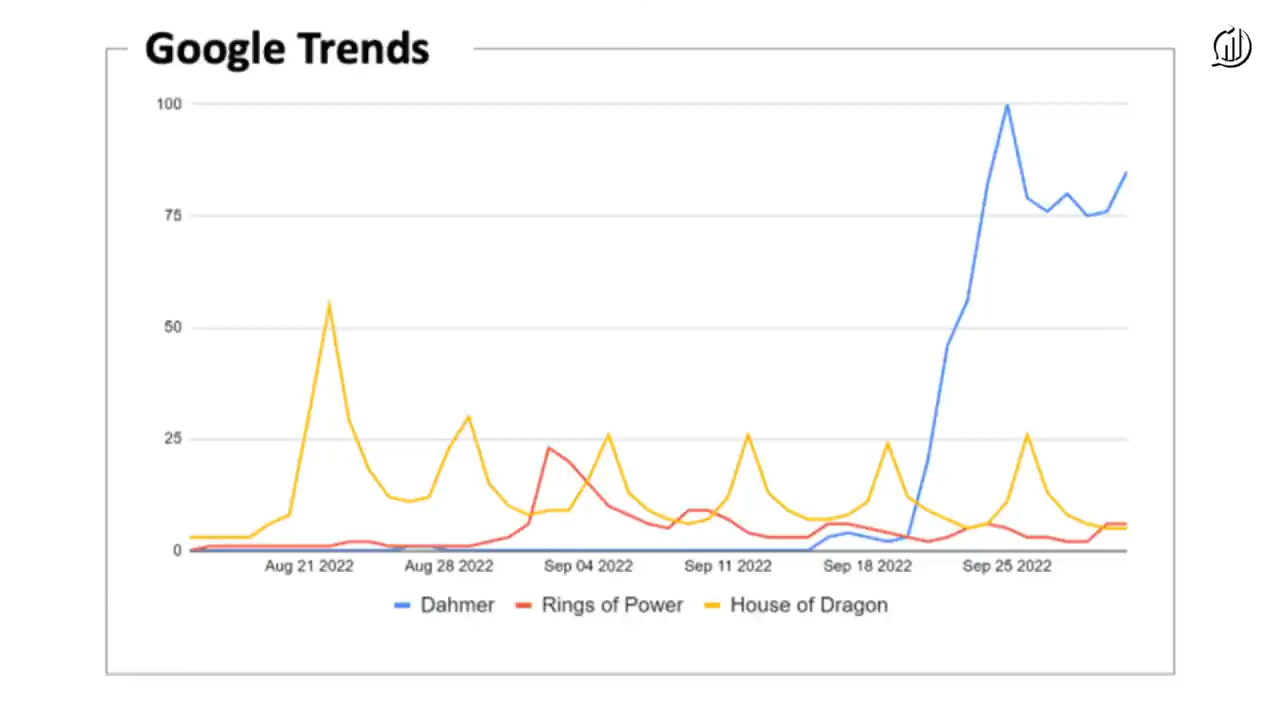 Google Trends
100
75
50
25
0
Aug 21 2022 Aug 28 2022 Sep 04 2022 Sep 11 2022 Sep 18 2022 Sep 25 2022
Dahmer Rings of Power House of Dragon